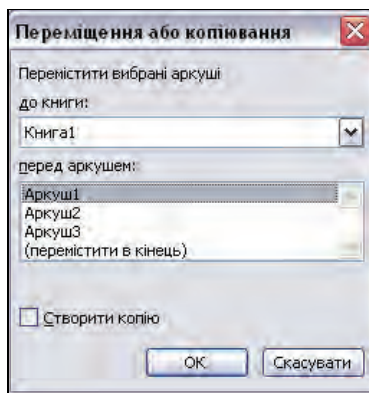 Переміщення або копіювання
Перемістити вибрані аркуші
до книги:
Книга1
перед аркушем:
Аркуш1
Аркуш2
Аркуш3
(перемістити в кінець)
Створити копію
ОК
Скасувати